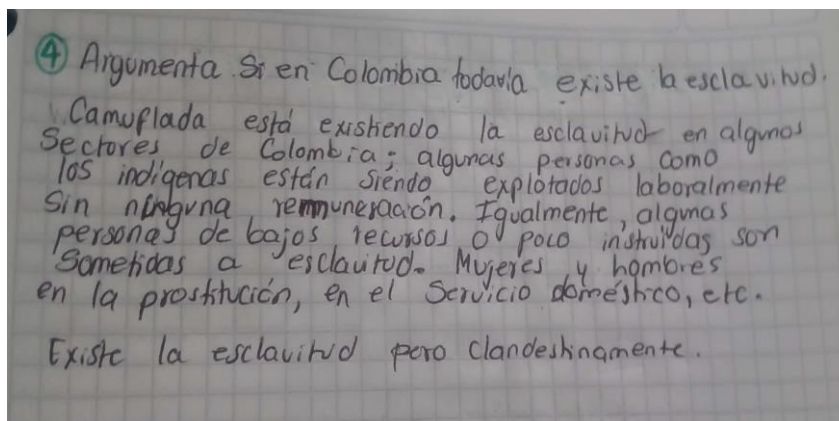 ④ Argumenta Si en Colombia todavía existe la esclavitud.
Camuflada está existiendo la esclavitud en algunos
Sectores de Colombia; algunas personas como
los indígenas están siendo explotados laboralmente
Sin ninguna remuneración. Igualmente, algunas
personas de bajos recursos o poco instruidas son
Sometidas a esclavitud. Mujeres y hombres
en la prostitución, en el Servicio doméstico, etc.
Existe la esclavitud pero clandestinamente.